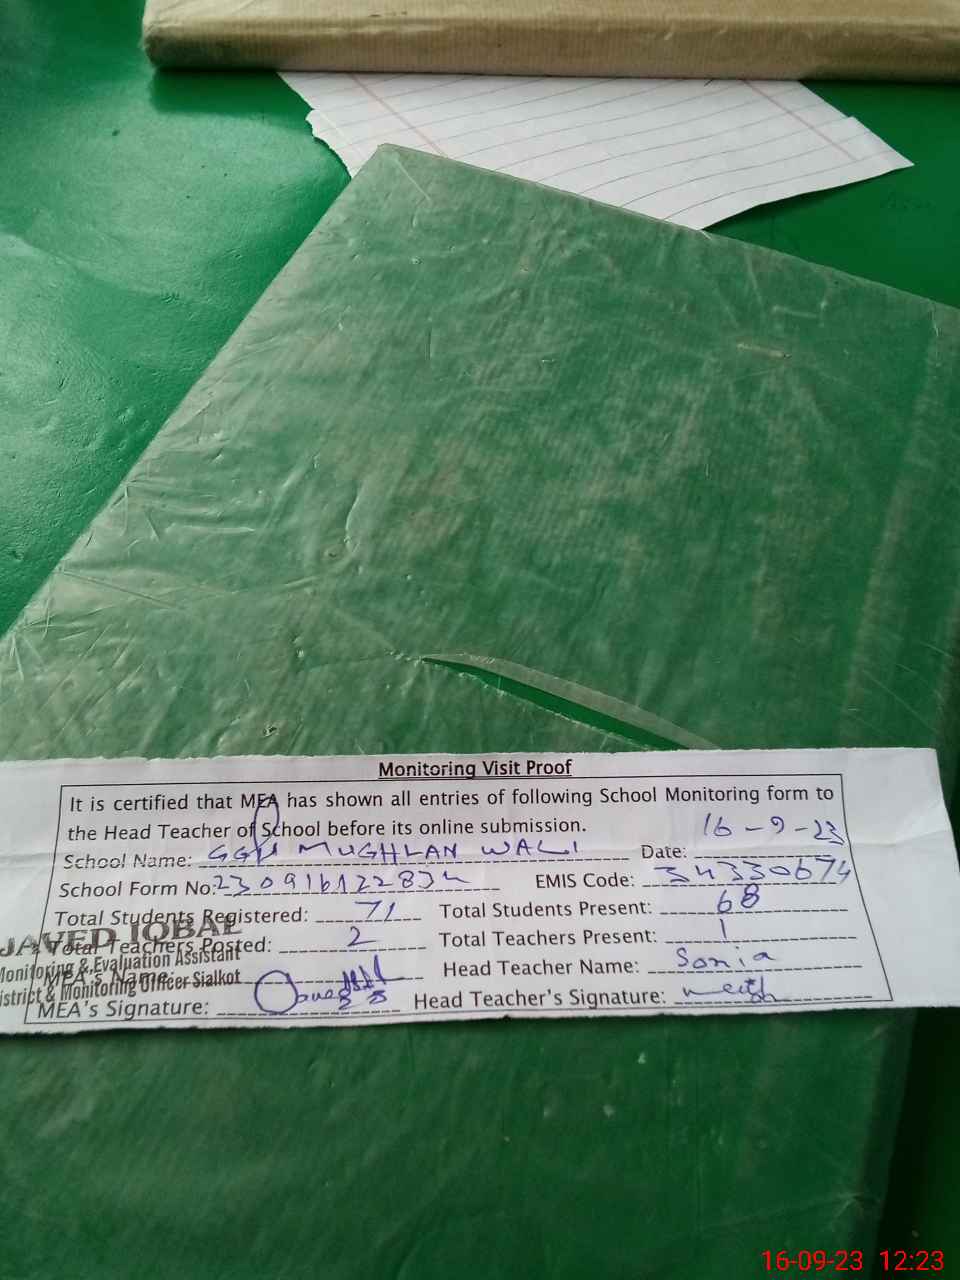 Monitoring Visit Proof
It is certified that MEA has shown all entries of following School Monitoring form to
the Head Teacher of School before its online submission.
School Name: GGPS MUGHLAN WALI Date: 16-9-23
School Form No: EMIS Code: 34330674
Total Students Registered: 71 Total Students Present: 68
Total Teachers Posted: 2 Total Teachers Present: 1
MEA's Name: Head Teacher Name: Sonia
MEA's Signature: Head Teacher's Signature:
JAVED IQBAL
Monitoring & Evaluation Assistant
District & Monitoring Officer Sialkot
16-09-23 12:23